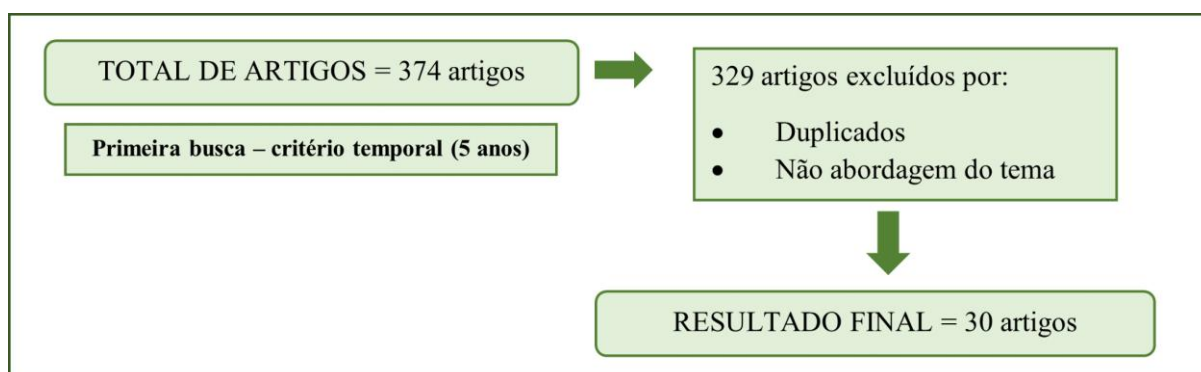 TOTAL DE ARTIGOS = 374 artigos
Primeira busca – critério temporal (5 anos)
329 artigos excluídos por:
• Duplicados
• Não abordagem do tema
RESULTADO FINAL = 30 artigos